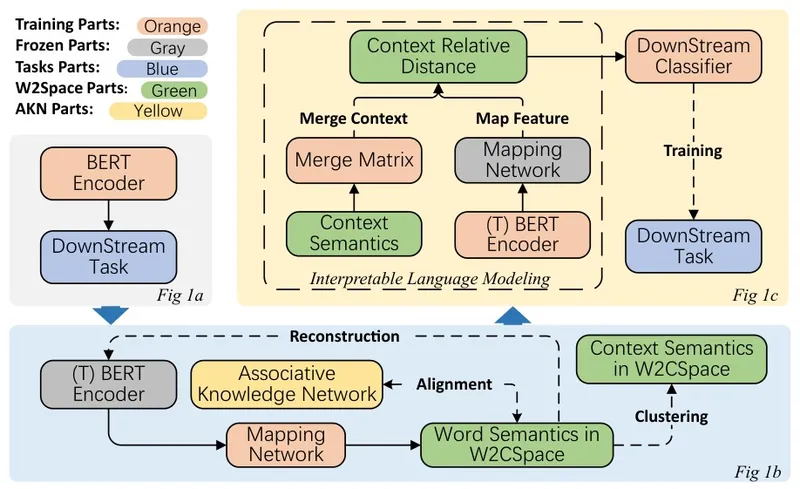 Training Parts: Orange
Frozen Parts: Gray
Tasks Parts: Blue
W2Space Parts: Green
AKN Parts: Yellow
BERT
Encoder
DownStream
Task
Fig 1a
Context Relative
Distance
DownStream
Classifier
Merge Context
Map Feature
Merge Matrix
Mapping
Network
Training
Context
Semantics
(T) BERT
Encoder
DownStream
Task
Interpretable Language Modeling
Fig 1c
Reconstruction
(T) BERT
Encoder
Associative
Knowledge Network
Alignment
Context Semantics
in W2CSpace
Clustering
Mapping
Network
Word Semantics in
W2CSpace
Fig 1b